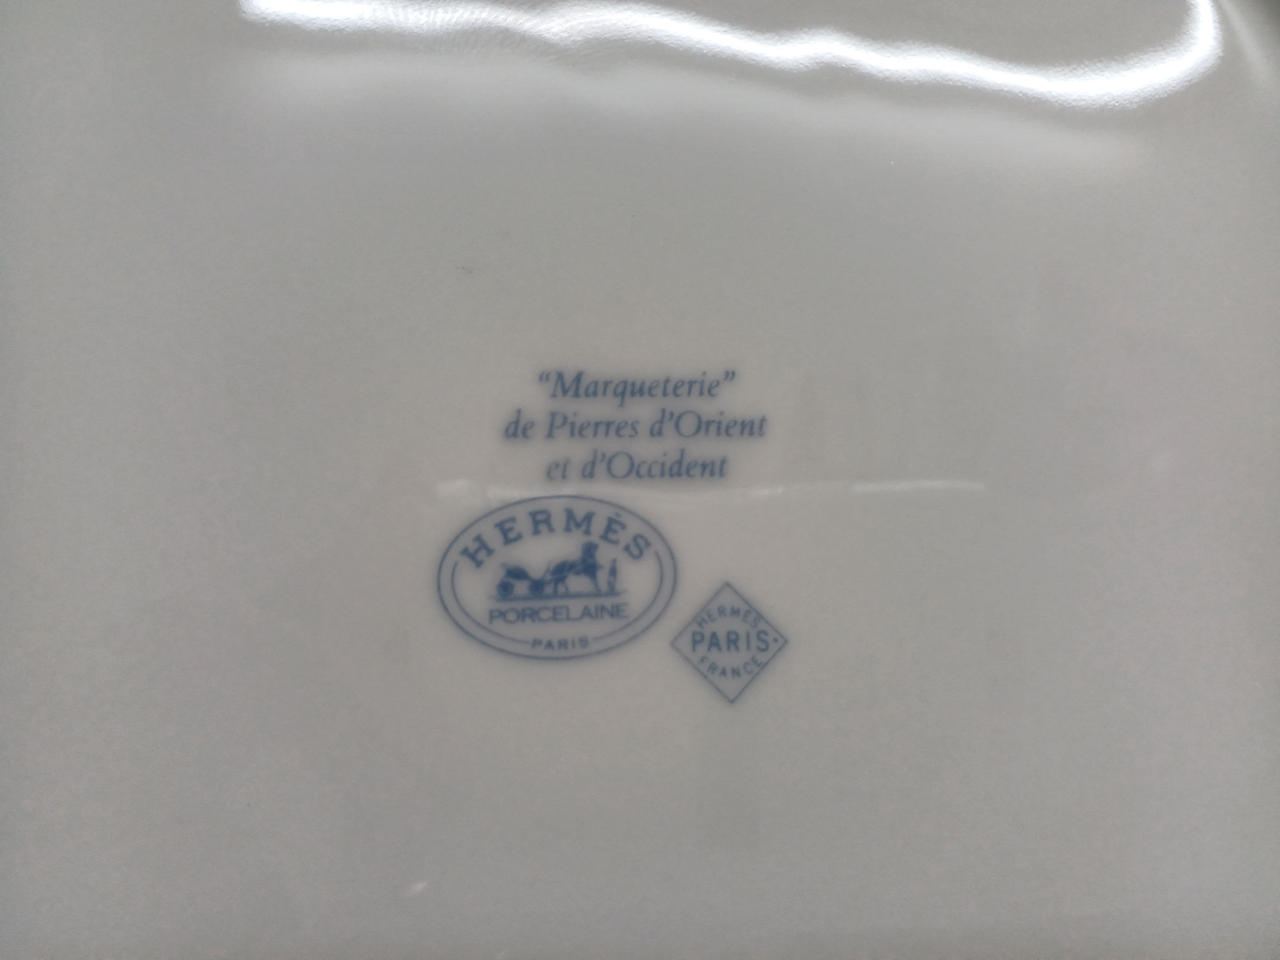 “Marqueterie”
de Pierres d’Orient
et d’Occident
HERMÈS
PORCELAINE
PARIS
HERMÈS
PARIS
FRANCE